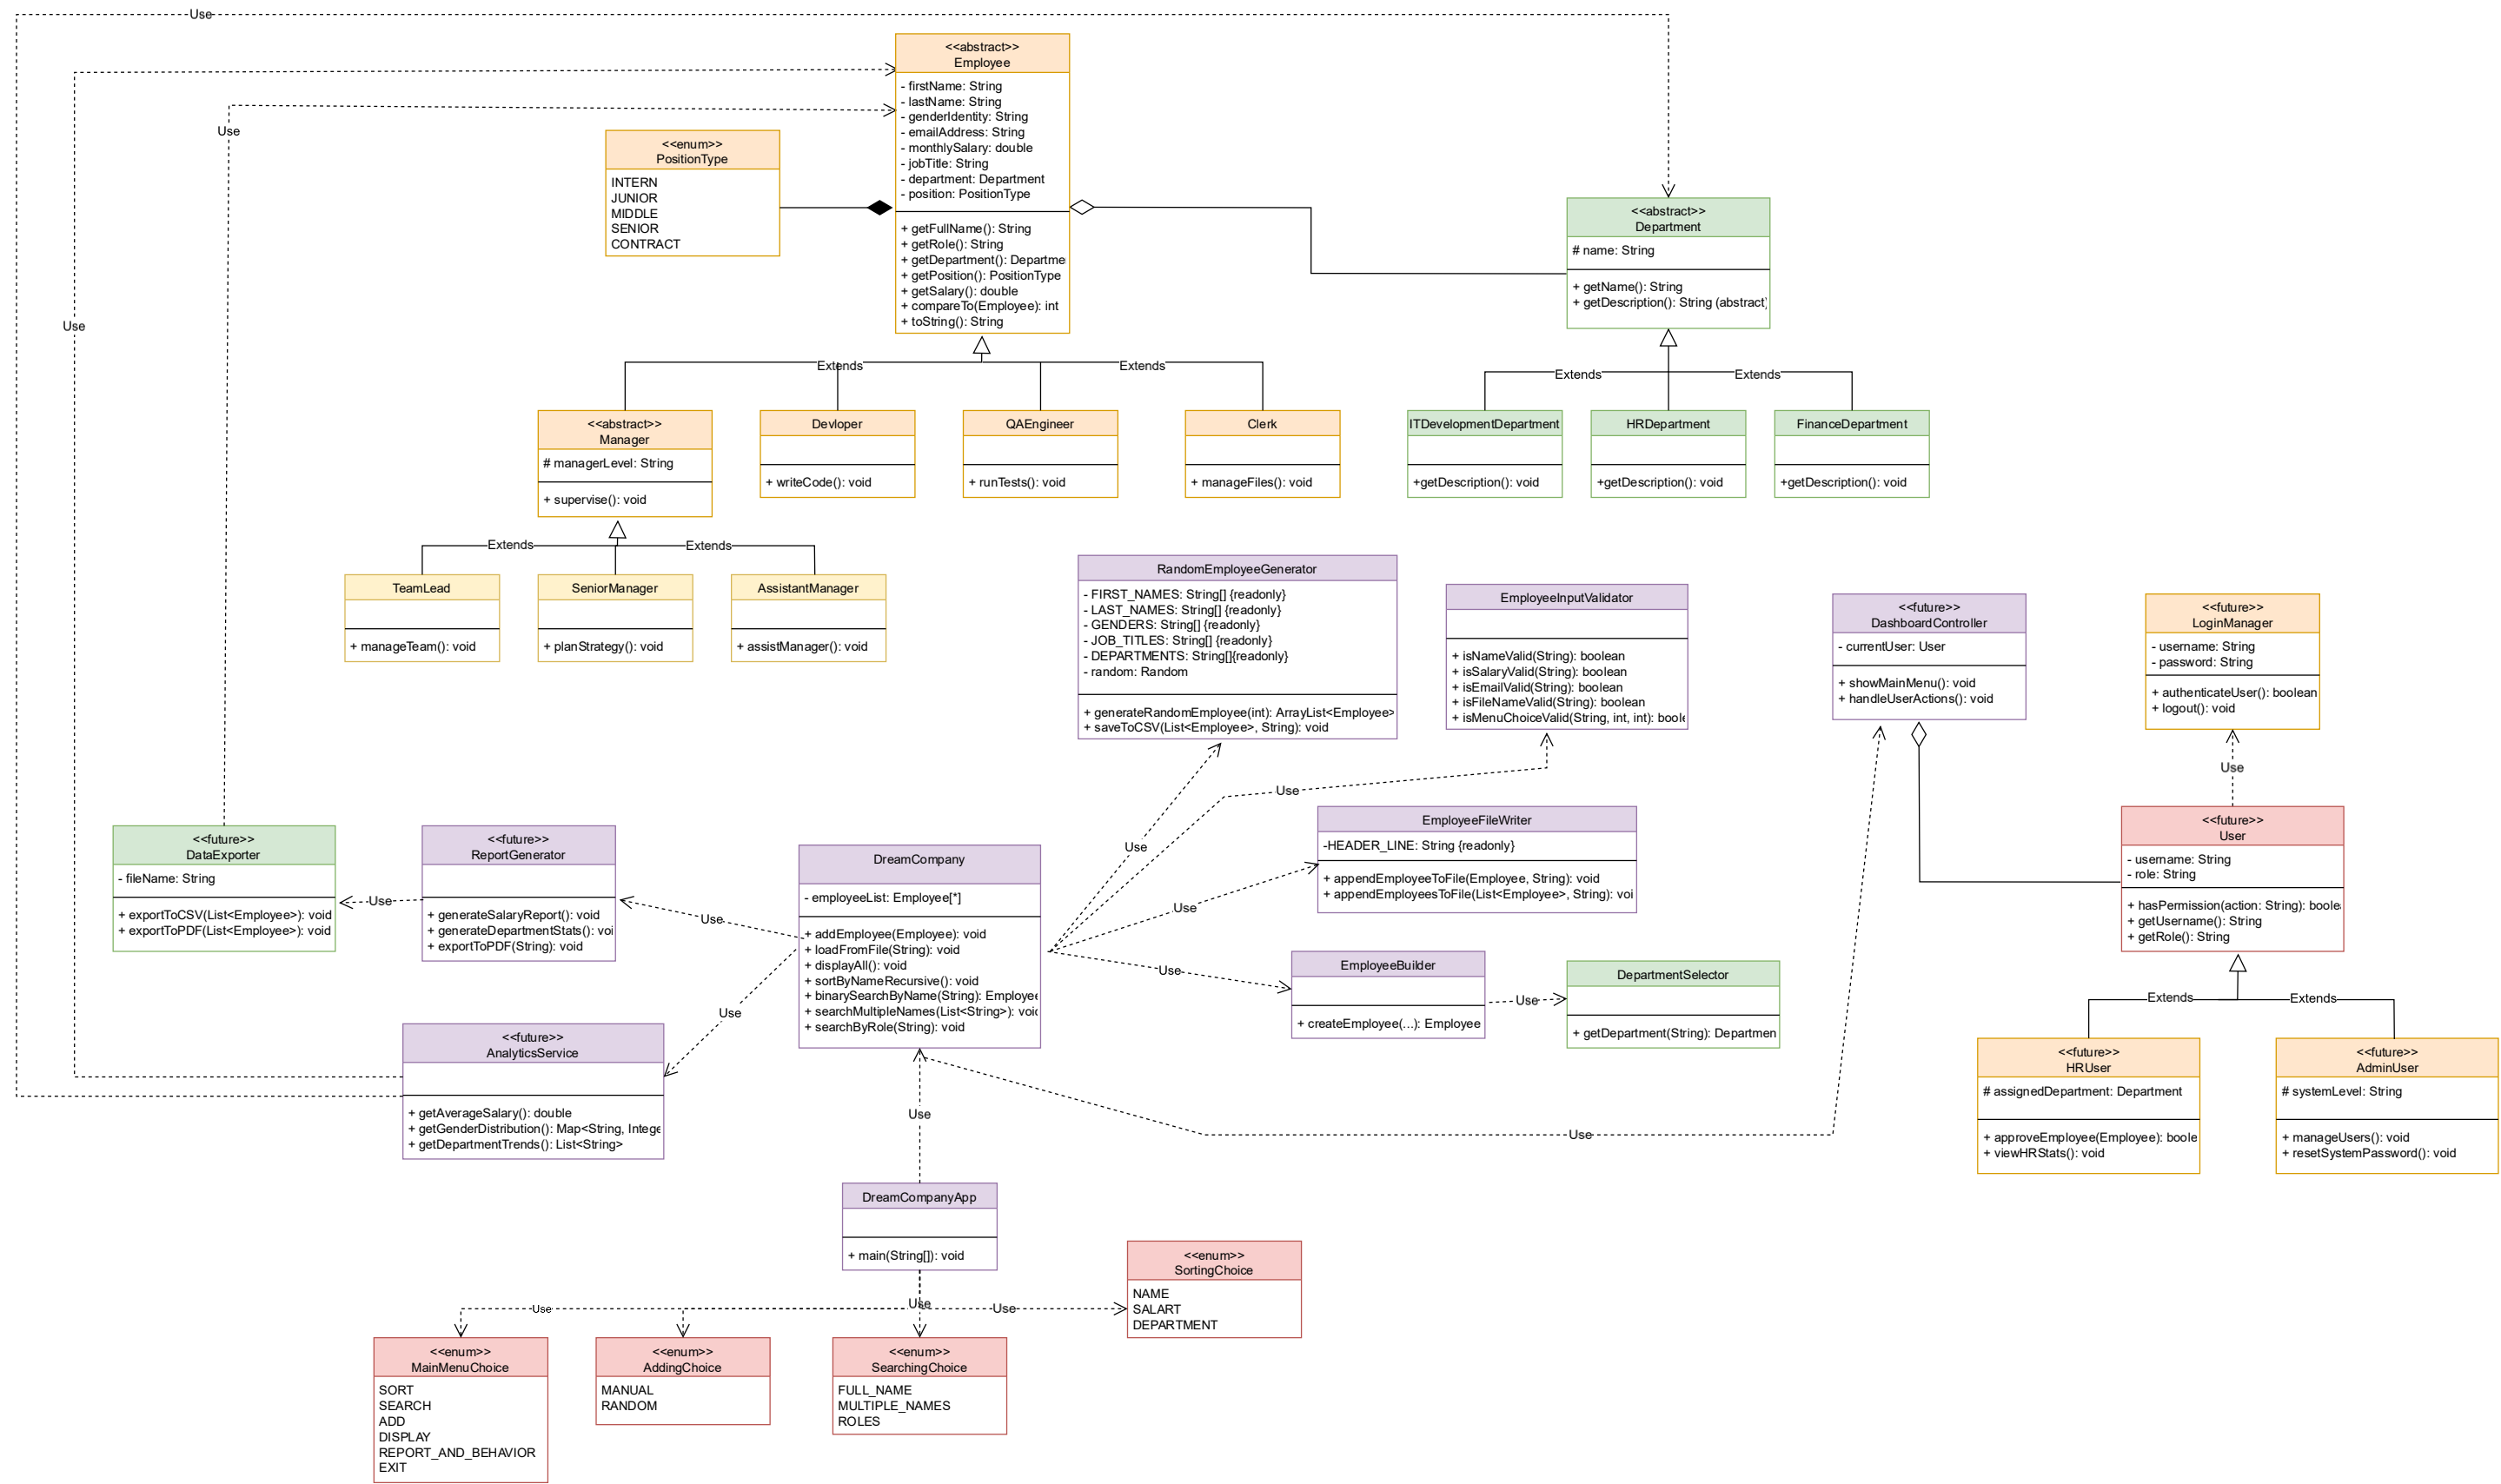 Use
<<abstract>>
Employee
- firstName: String
- lastName: String
- genderIdentity: String
- emailAddress: String
- monthlySalary: double
- jobTitle: String
- department: Department
- position: PositionType
+ getFullName(): String
+ getRole(): String
+ getDepartment(): Departme
+ getPosition(): PositionType
+ getSalary(): double
+ compareTo(Employee): int
+ toString(): String
Use
<<enum>>
PositionType
INTERN
JUNIOR
MIDDLE
SENIOR
CONTRACT
<<abstract>>
Department
# name: String
+ getName(): String
+ getDescription(): String (abstract)
Use
Extends
Extends
Extends
Extends
<<abstract>>
Manager
# managerLevel: String
+ supervise(): void
Devloper
+ writeCode(): void
QAEngineer
+ runTests(): void
Clerk
+ manageFiles(): void
ITDevelopmentDepartment
+getDescription(): void
HRDepartment
+getDescription(): void
FinanceDepartment
+getDescription(): void
Extends
Extends
TeamLead
+ manageTeam(): void
SeniorManager
+ planStrategy(): void
AssistantManager
+ assistManager(): void
RandomEmployeeGenerator
- FIRST_NAMES: String[] {readonly}
- LAST_NAMES: String[] {readonly}
- GENDERS: String[] {readonly}
- JOB_TITLES: String[] {readonly}
- DEPARTMENTS: String[]{readonly}
- random: Random
+ generateRandomEmployee(int): ArrayList<Employee>
+ saveToCSV(List<Employee>, String): void
EmployeeInputValidator
+ isNameValid(String): boolean
+ isSalaryValid(String): boolean
+ isEmailValid(String): boolean
+ isFileNameValid(String): boolean
+ isMenuChoiceValid(String, int, int): boole
<<future>>
DashboardController
- currentUser: User
+ showMainMenu(): void
+ handleUserActions(): void
<<future>>
LoginManager
- username: String
- password: String
+ authenticateUser(): boolean
+ logout(): void
Use
Use
Use
<<future>>
DataExporter
- fileName: String
+ exportToCSV(List<Employee>): void
+ exportToPDF(List<Employee>): void
Use
<<future>>
ReportGenerator
+ generateSalaryReport(): void
+ generateDepartmentStats(): voi
+ exportToPDF(String): void
Use
DreamCompany
- employeeList: Employee[*]
+ addEmployee(Employee): void
+ loadFromFile(String): void
+ displayAll(): void
+ sortByNameRecursive(): void
+ binarySearchByName(String): Employee
+ searchMultipleNames(List<String>): voic
+ searchByRole(String): void
EmployeeFileWriter
-HEADER_LINE: String {readonly}
+ appendEmployeeToFile(Employee, String): void
+ appendEmployeesToFile(List<Employee>, String): voi
Use
<<future>>
User
- username: String
- role: String
+ hasPermission(action: String): boole
+ getUsername(): String
+ getRole(): String
Use
EmployeeBuilder
+ createEmployee(...): Employee
Use
DepartmentSelector
+ getDepartment(String): Departmen
Extends
Extends
Use
<<future>>
AnalyticsService
+ getAverageSalary(): double
+ getGenderDistribution(): Map<String, Intege
+ getDepartmentTrends(): List<String>
<<future>>
HRUser
# assignedDepartment: Department
+ approveEmployee(Employee): boole
+ viewHRStats(): void
<<future>>
AdminUser
# systemLevel: String
+ manageUsers(): void
+ resetSystemPassword(): void
Use
Use
DreamCompanyApp
+ main(String[]): void
<<enum>>
SortingChoice
NAME
SALART
DEPARTMENT
Use
Use
Use
<<enum>>
MainMenuChoice
SORT
SEARCH
ADD
DISPLAY
REPORT_AND_BEHAVIOR
EXIT
<<enum>>
AddingChoice
MANUAL
RANDOM
<<enum>>
SearchingChoice
FULL_NAME
MULTIPLE_NAMES
ROLES